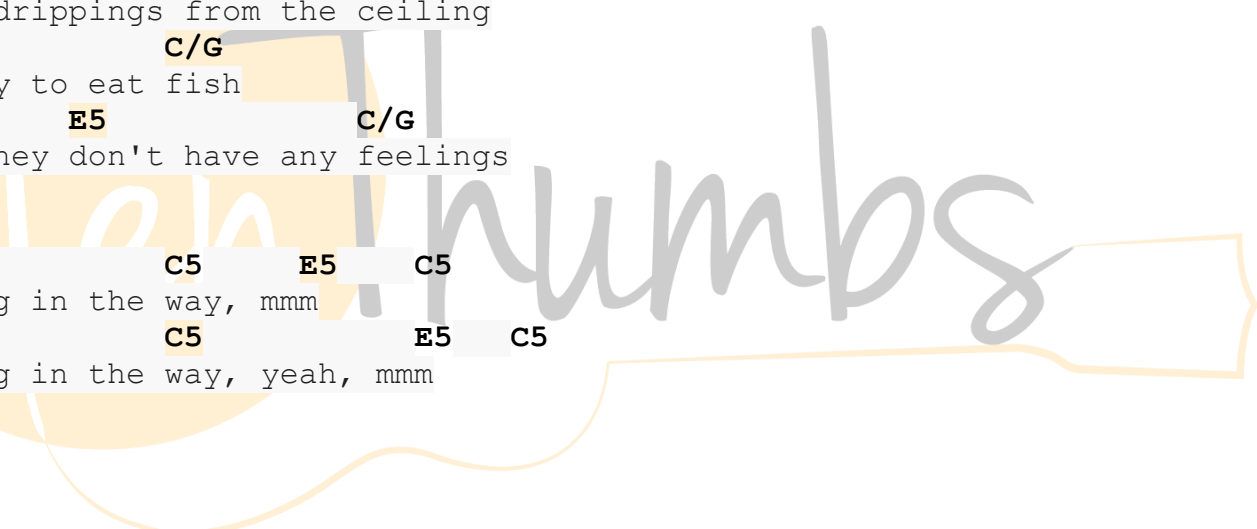 drippings from the ceiling
C/G
y to eat fish
E5 C/G
hey don't have any feelings
Ten Thumbs
C5 E5 C5
g in the way, mmm
C5 E5 C5
g in the way, yeah, mmm